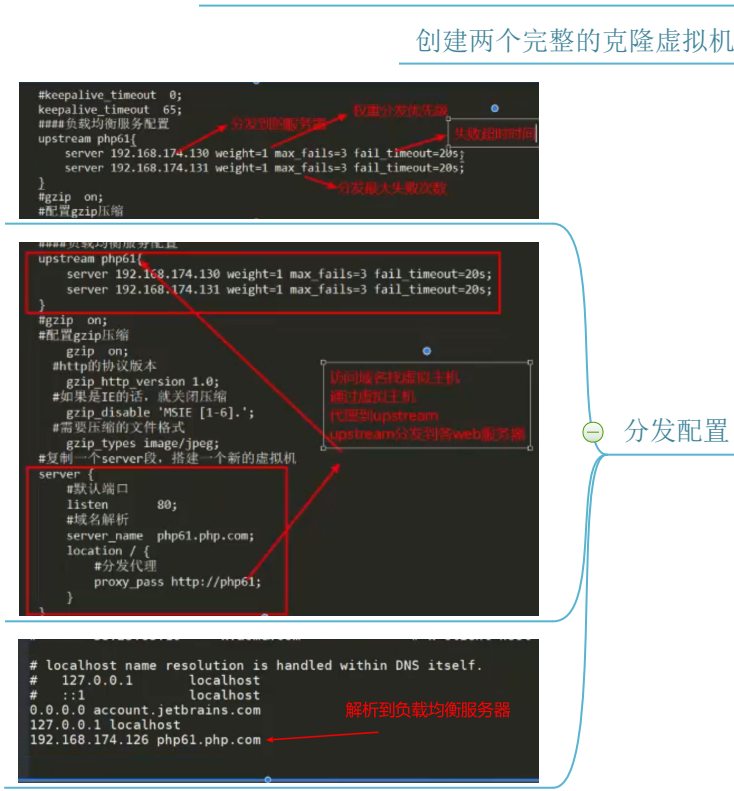 创建两个完整的克隆虚拟机
#keepalive_timeout  0;
keepalive_timeout  65;
####负载均衡服务配置
upstream php61{
server 192.168.174.130 weight=1 max_fails=3 fail_timeout=20s;
server 192.168.174.131 weight=1 max_fails=3 fail_timeout=20s;
}
#gzip  on;
#配置gzip压缩
分发到的服务器
权重分发优先级
失败超时时间
分发最大失败次数
####负载均衡服务配置
upstream php61{
server 192.168.174.130 weight=1 max_fails=3 fail_timeout=20s;
server 192.168.174.131 weight=1 max_fails=3 fail_timeout=20s;
}
#gzip  on;
#配置gzip压缩
gzip  on;
#http的协议版本
gzip_http_version 1.0;
#如果是IE的话，就关闭压缩
gzip_disable 'MSIE [1-6].';
#需要压缩的文件格式
gzip_types image/jpeg;
#复制一个server段，搭建一个新的虚拟机
server {
#默认端口
listen       80;
#域名解析
server_name  php61.php.com;
location / {
#分发代理
proxy_pass http://php61;
}
}
访问域名找虚拟主机
通过虚拟主机
代理到upstream
upstream分发到各web服务器
分发配置
# localhost name resolution is handled within DNS itself.
#   127.0.0.1       localhost
#   ::1             localhost
0.0.0.0 account.jetbrains.com
127.0.0.1 localhost
192.168.174.126 php61.php.com
解析到负载均衡服务器